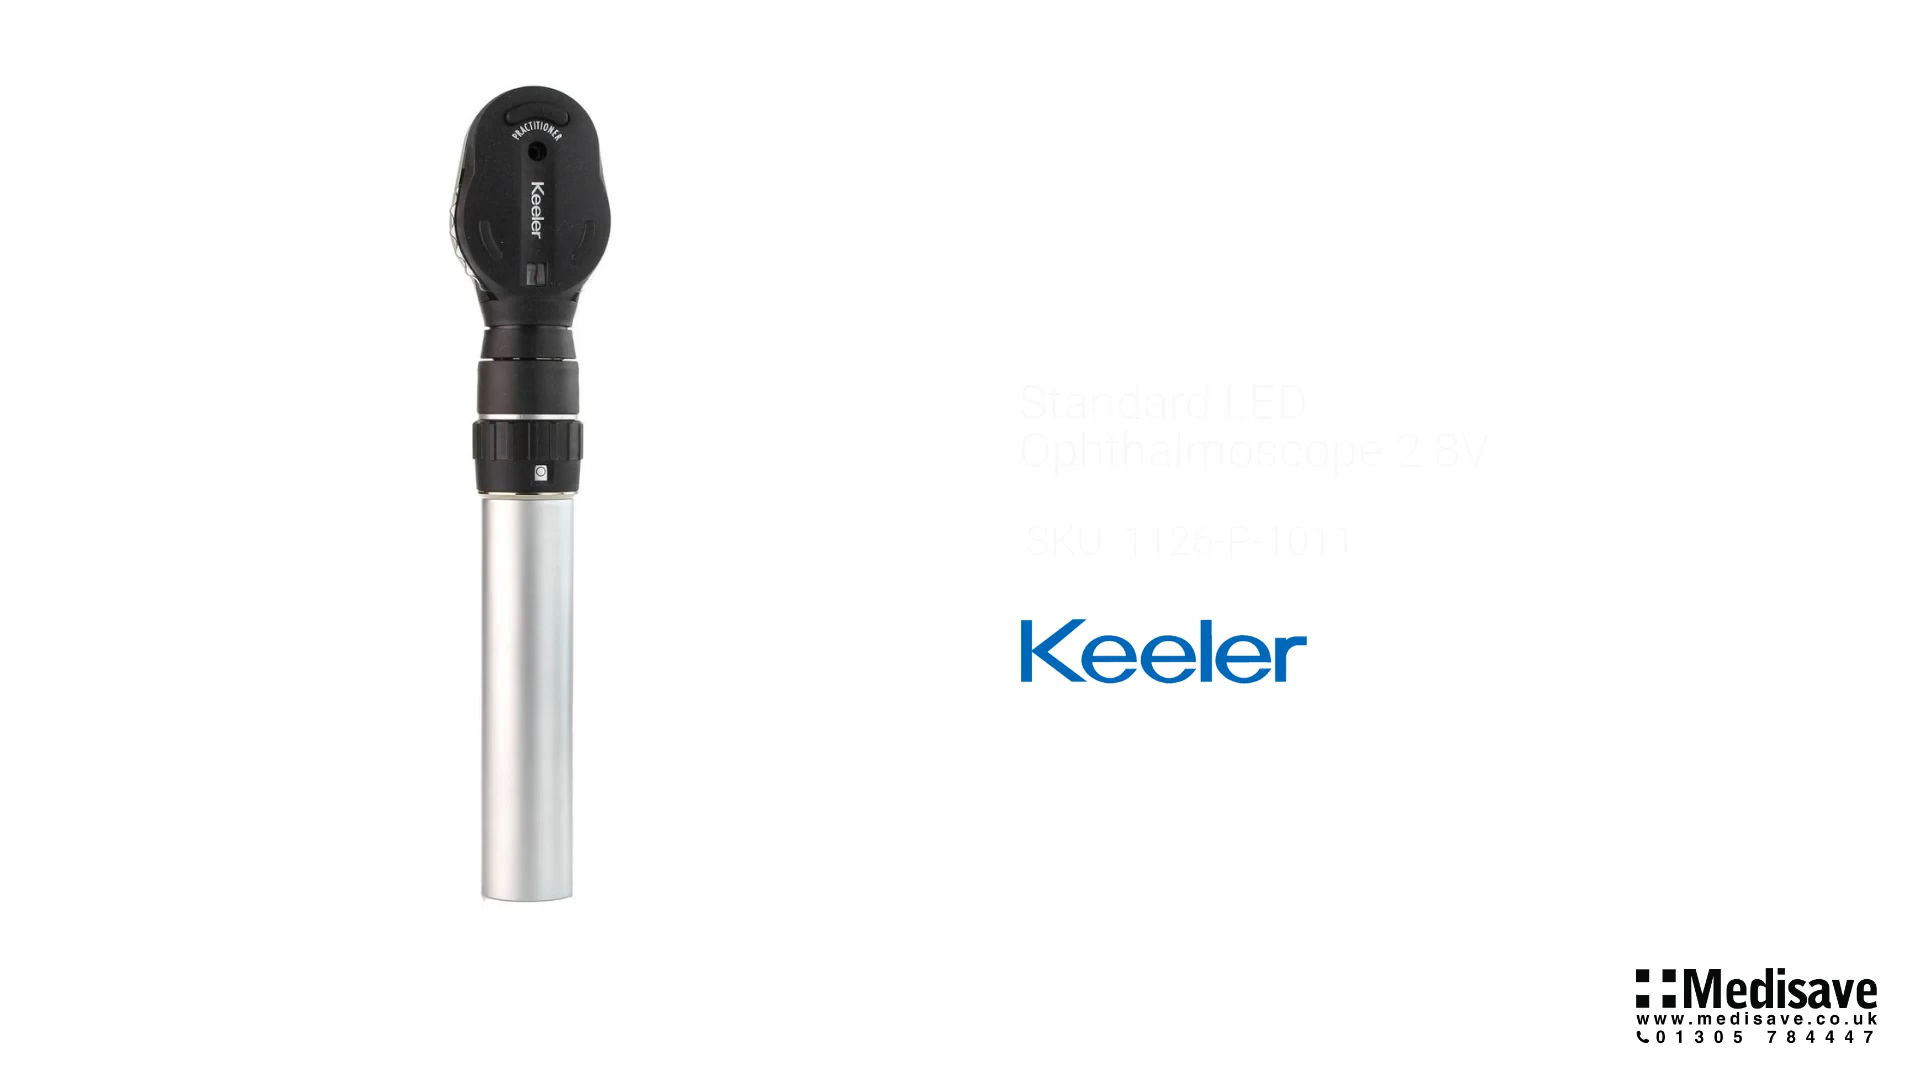 PRACTITIONER
Keeler
Standard LED
Ophthalmoscope 2.8V
SKU 1126-P-1011
Keeler
Medisave
www.medisave.co.uk
01305 784447